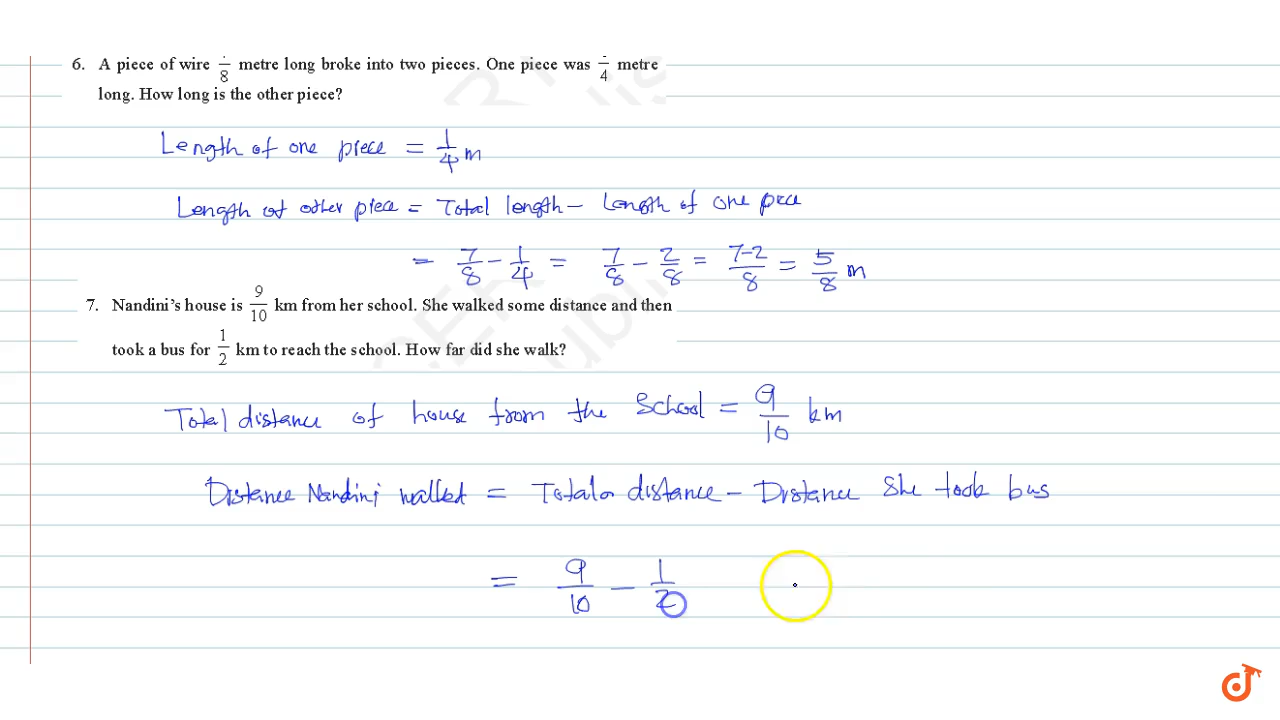 6. A piece of wire /8 metre long broke into two pieces. One piece was /4 metre
long. How long is the other piece?
Length of one piece = 1/4 m
Length of other piece = Total length - Length of one piece
= 7/8 - 1/4 = 7/8 - 2/8 = 7-2/8 = 5/8 m
7. Nandini's house is 9/10 km from her school. She walked some distance and then
took a bus for 1/2 km to reach the school. How far did she walk?
Total distance of house from the School = 9/10 km
Distance Nandini walked = Total distance - Distance She took bus
= 9/10 - 1/2